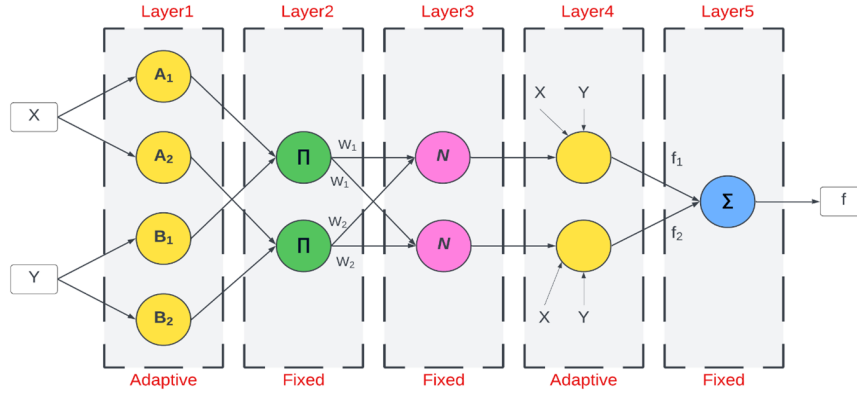 Layer1 Layer2 Layer3 Layer4 Layer5
A₁
X Y
X
W₁
A₂ Π N
f₁
W₁
Σ f
B₁
W₂
f₂
Y Π N
W₂
B₂
X Y
Adaptive Fixed Fixed Adaptive Fixed